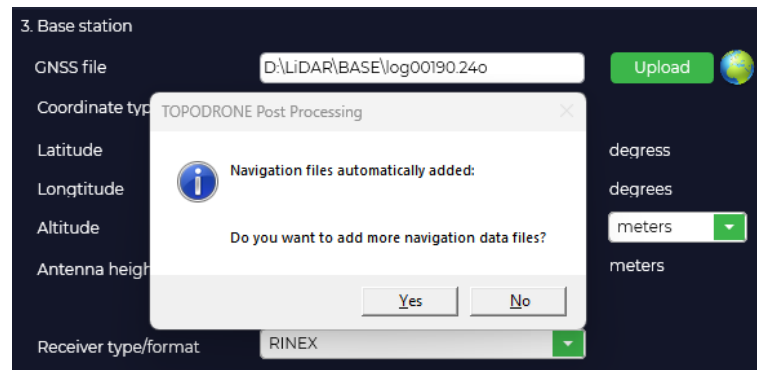 3. Base station
GNSS file D:\LiDAR\BASE\log00190.24o Upload
Coordinate typ
TOPODRONE Post Processing
Latitude degress
Navigation files automatically added:
Longtitude degrees
Altitude meters
Do you want to add more navigation data files?
Antenna heigh meters
Yes No
Receiver type/format RINEX